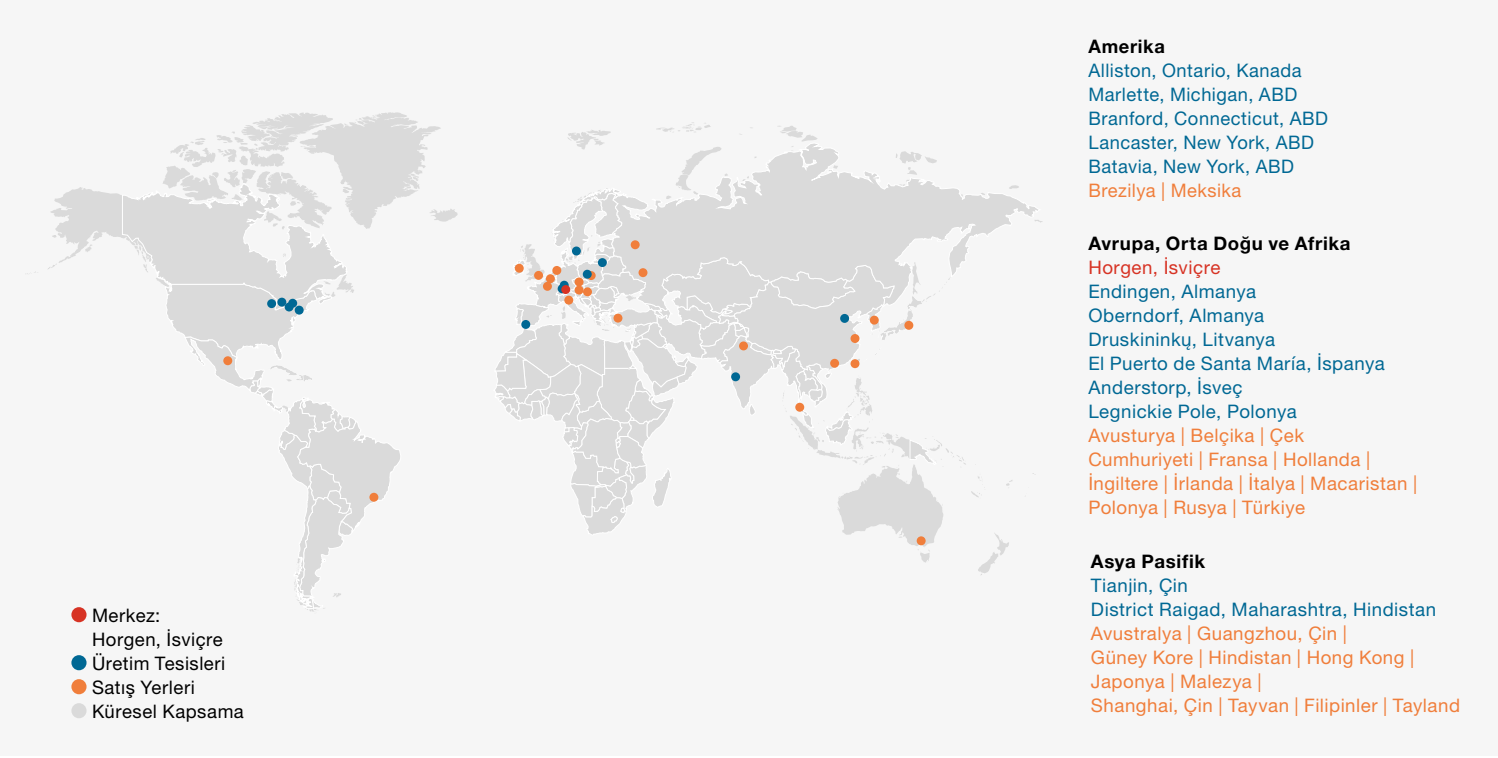 Amerika
Alliston, Ontario, Kanada
Marlette, Michigan, ABD
Branford, Connecticut, ABD
Lancaster, New York, ABD
Batavia, New York, ABD
Brezilya | Meksika
Avrupa, Orta Doğu ve Afrika
Horgen, İsviçre
Endingen, Almanya
Oberndorf, Almanya
Druskininkų, Litvanya
El Puerto de Santa María, İspanya
Anderstorp, İsveç
Legnickie Pole, Polonya
Avusturya | Belçika | Çek
Cumhuriyeti | Fransa | Hollanda |
İngiltere | İrlanda | İtalya | Macaristan |
Polonya | Rusya | Türkiye
Asya Pasifik
Tianjin, Çin
District Raigad, Maharashtra, Hindistan
Avustralya | Guangzhou, Çin |
Güney Kore | Hindistan | Hong Kong |
Japonya | Malezya |
Shanghai, Çin | Tayvan | Filipinler | Tayland
Merkez:
Horgen, İsviçre
Üretim Tesisleri
Satış Yerleri
Küresel Kapsama